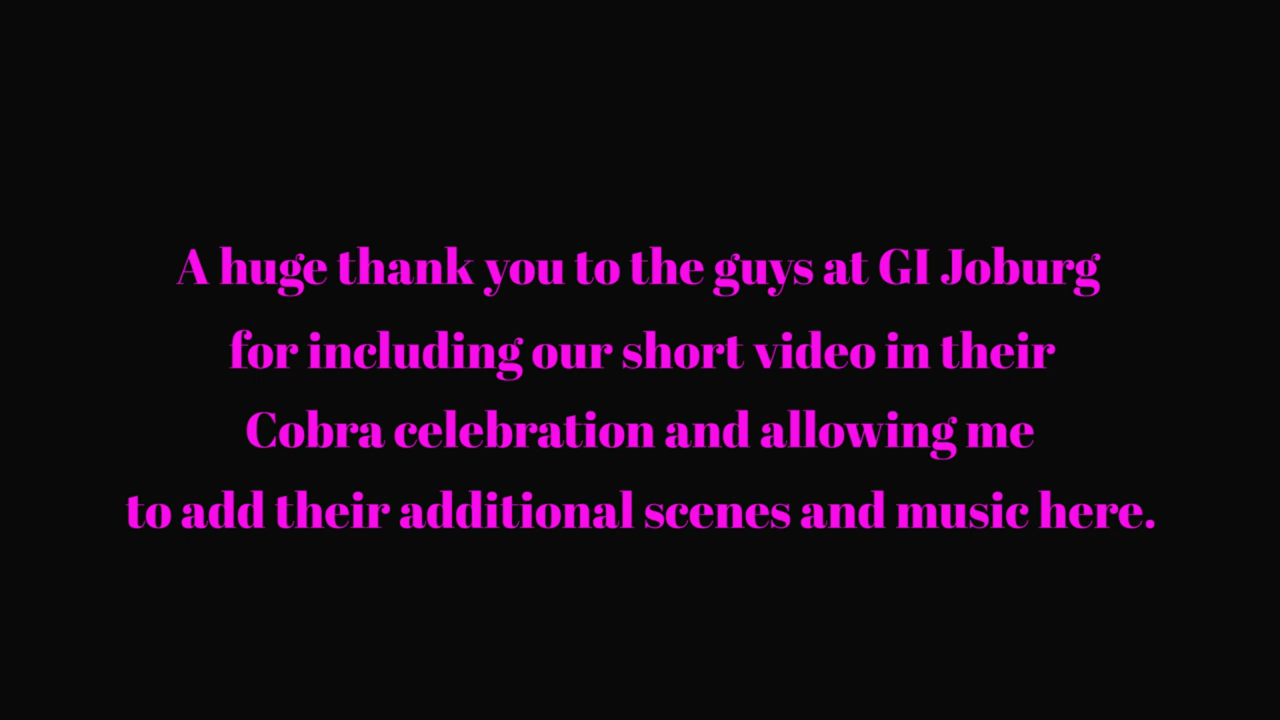 A huge thank you to the guys at GI Joburg
for including our short video in their
Cobra celebration and allowing me
to add their additional scenes and music here.